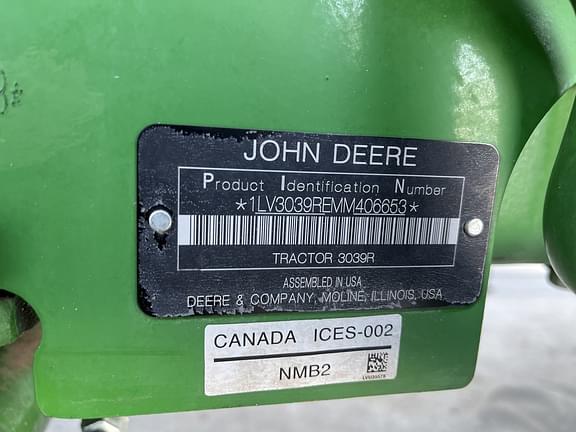 JOHN DEERE
Product Identification Number
*1LV3039REMM406653*
TRACTOR 3039R
ASSEMBLED IN USA
DEERE & COMPANY, MOLINE, ILLINOIS, USA
CANADA ICES-002
NMB2